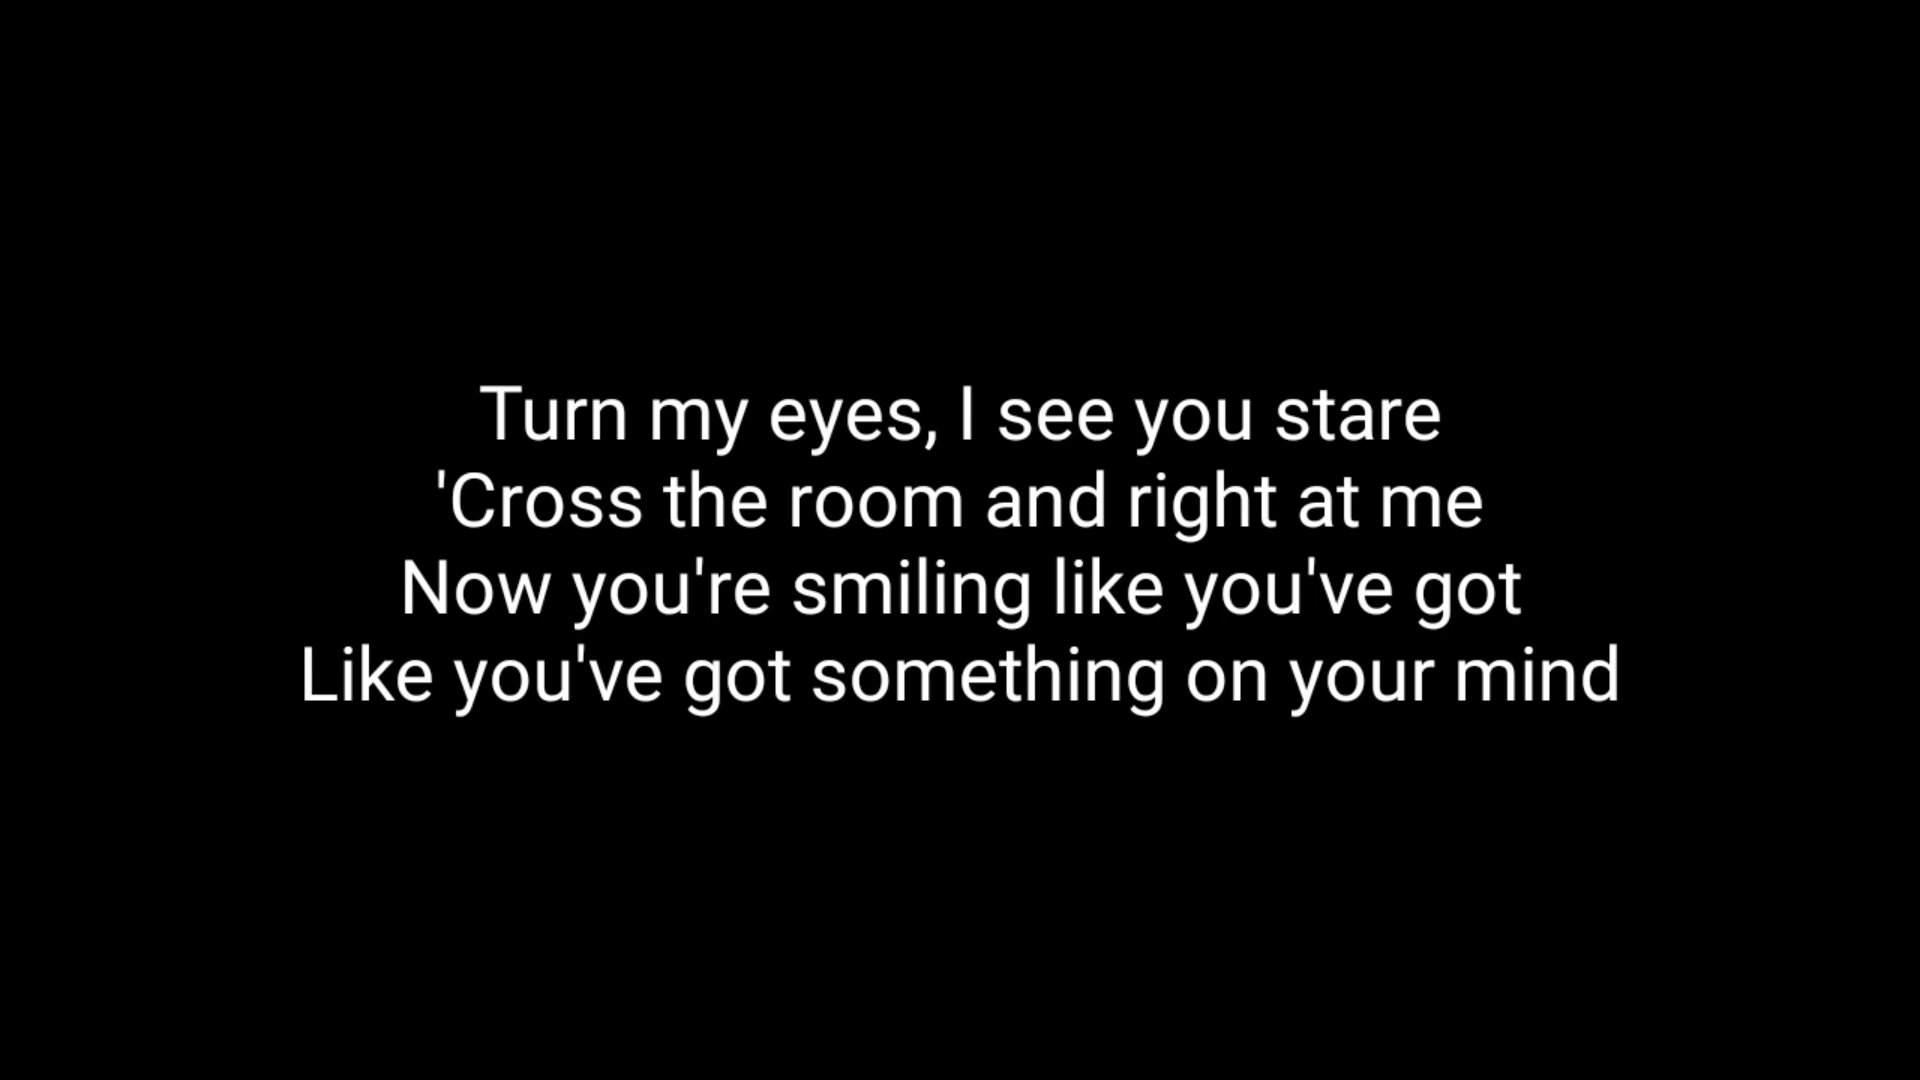 Turn my eyes, I see you stare
'Cross the room and right at me
Now you're smiling like you've got
Like you've got something on your mind